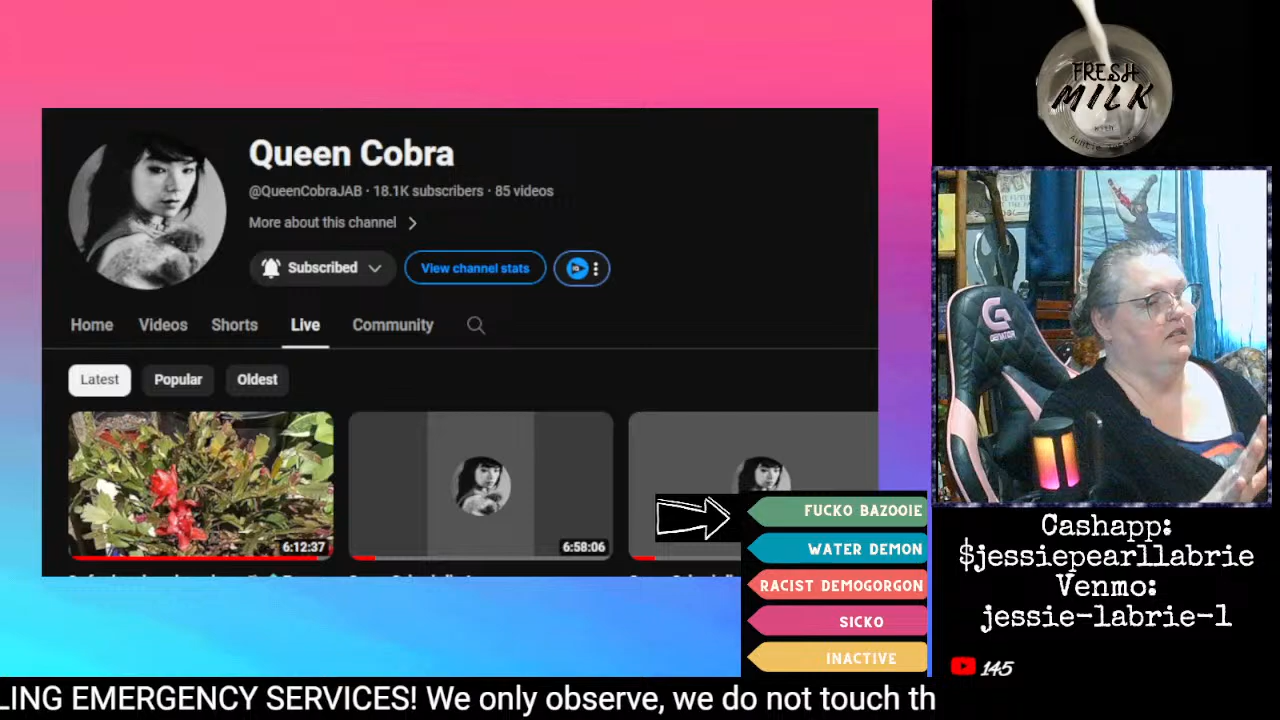 Queen Cobra
@QueenCobraJAB · 18.1K subscribers · 85 videos
More about this channel
Subscribed
View channel stats
Home
Videos
Shorts
Live
Community
Latest
Popular
Oldest
6:12:37
6:58:06
FUCKO BAZOOIE
WATER DEMON
RACIST DEMOGORGON
SICKO
INACTIVE
LING EMERGENCY SERVICES! We only observe, we do not touch th
FRESH
MILK
GENATOR
Cashapp:
$jessiepearllabrie
Venmo:
jessie-labrie-1
145